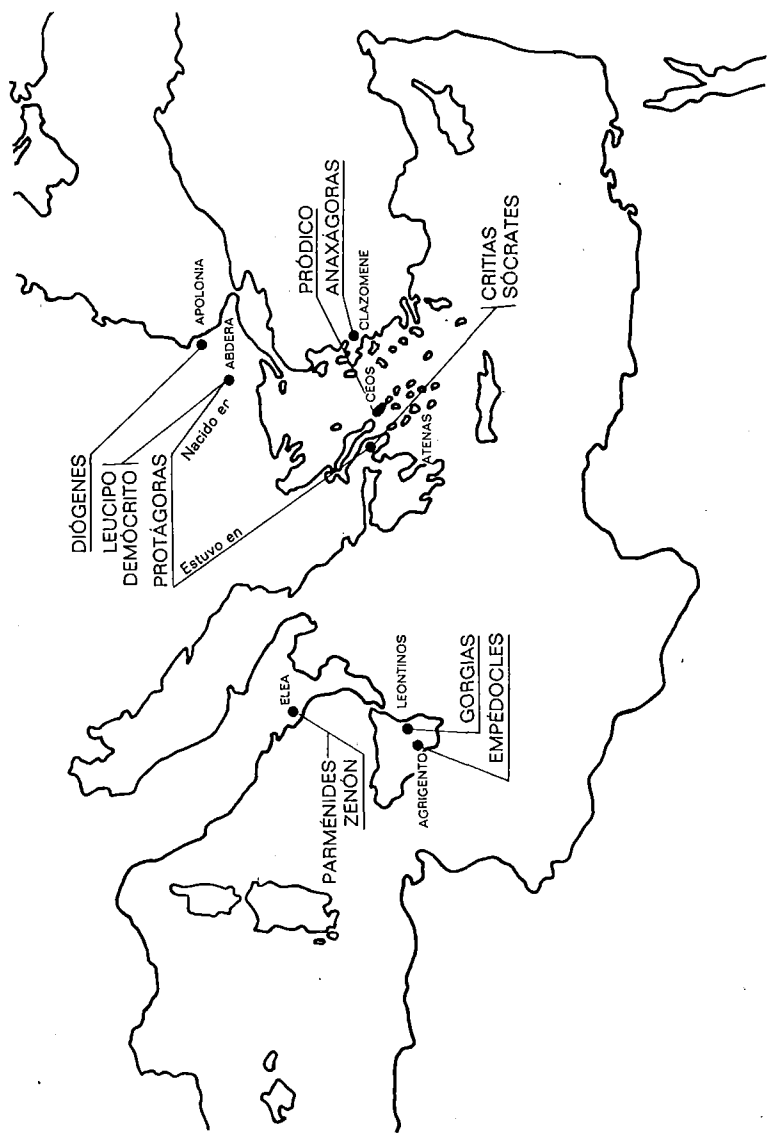 DIÓGENES
LEUCIPO
DEMÓCRITO
PROTÁGORAS
Nacido er
Estuvo en
APOLONIA
ABDERA
PRÓDICO
ANAXÁGORAS
CLAZOMENE
CEOS
ATENAS
CRITIAS
SÓCRATES
ELEA
PARMÉNIDES
ZENÓN
LEONTINOS
AGRIGENTO
GORGIAS
EMPÉDOCLES